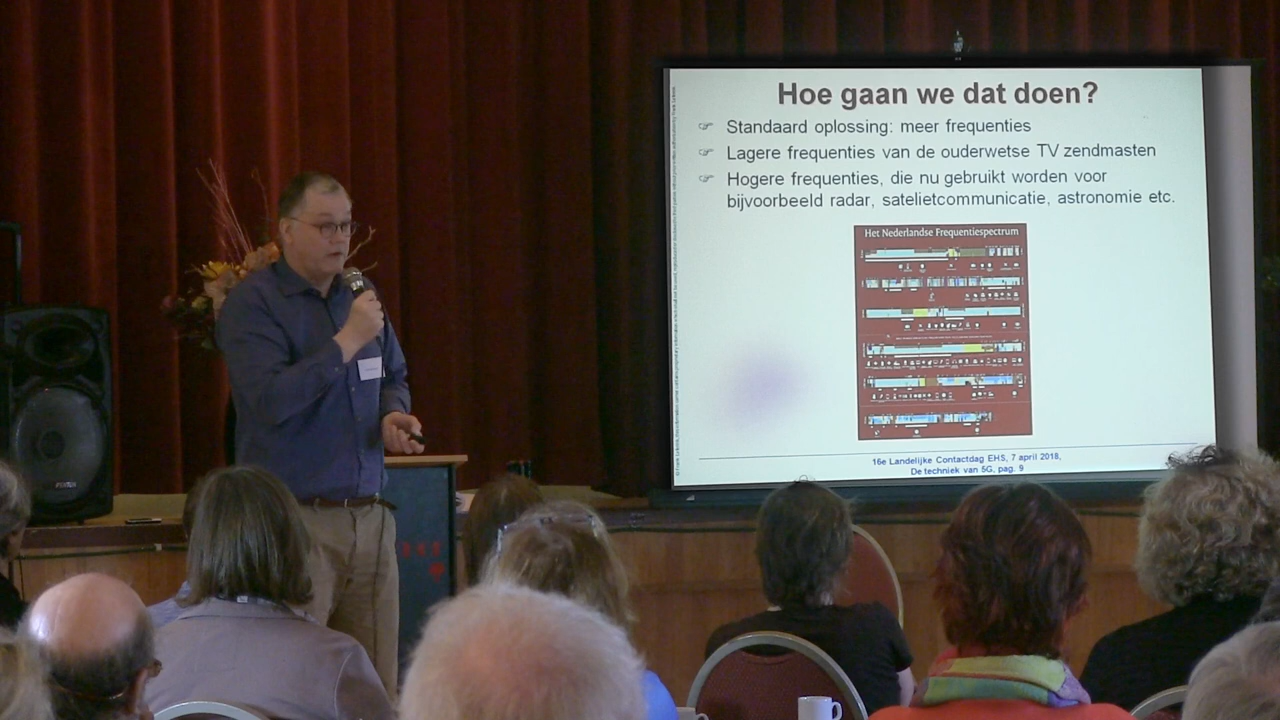 Hoe gaan we dat doen?
Standaard oplossing: meer frequenties
Lagere frequenties van de ouderwetse TV zendmasten
Hogere frequenties, die nu gebruikt worden voor
bijvoorbeeld radar, satelietcommunicatie, astronomie etc.
Het Nederlandse Frequentiespectrum
16e Landelijke Contactdag EHS, 7 april 2018,
De techniek van 5G, pag. 9